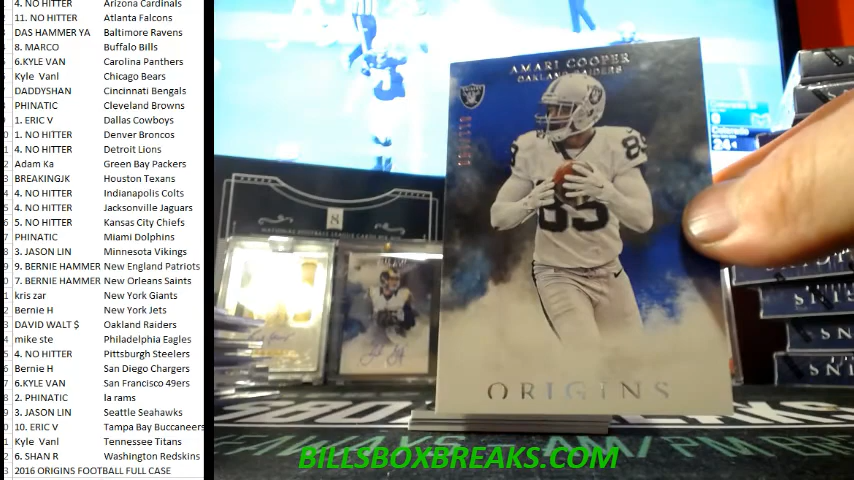 4. NO HITTER Arizona Cardinals
11. NO HITTER Atlanta Falcons
DAS HAMMER YA Baltimore Ravens
8. MARCO Buffalo Bills
6.KYLE VAN Carolina Panthers
Kyle Vanl Chicago Bears
DADDYSHAN Cincinnati Bengals
PHINATIC Cleveland Browns
1. ERIC V Dallas Cowboys
1. NO HITTER Denver Broncos
4. NO HITTER Detroit Lions
Adam Ka Green Bay Packers
BREAKINGJK Houston Texans
4. NO HITTER Indianapolis Colts
4. NO HITTER Jacksonville Jaguars
5. NO HITTER Kansas City Chiefs
PHINATIC Miami Dolphins
3. JASON LIN Minnesota Vikings
9. BERNIE HAMMER New England Patriots
7. BERNIE HAMMER New Orleans Saints
kris zar New York Giants
Bernie H New York Jets
DAVID WALT $ Oakland Raiders
mike ste Philadelphia Eagles
4. NO HITTER Pittsburgh Steelers
Bernie H San Diego Chargers
6.KYLE VAN San Francisco 49ers
2. PHINATIC la rams
3. JASON LIN Seattle Seahawks
10. ERIC V Tampa Bay Buccaneers
Kyle Vanl Tennessee Titans
6. SHAN R Washington Redskins
2016 ORIGINS FOOTBALL FULL CASE
AMARI COOPER
OAKLAND RAIDERS
85
ORIGINS
8
BILLSBOXBREAKS.COM